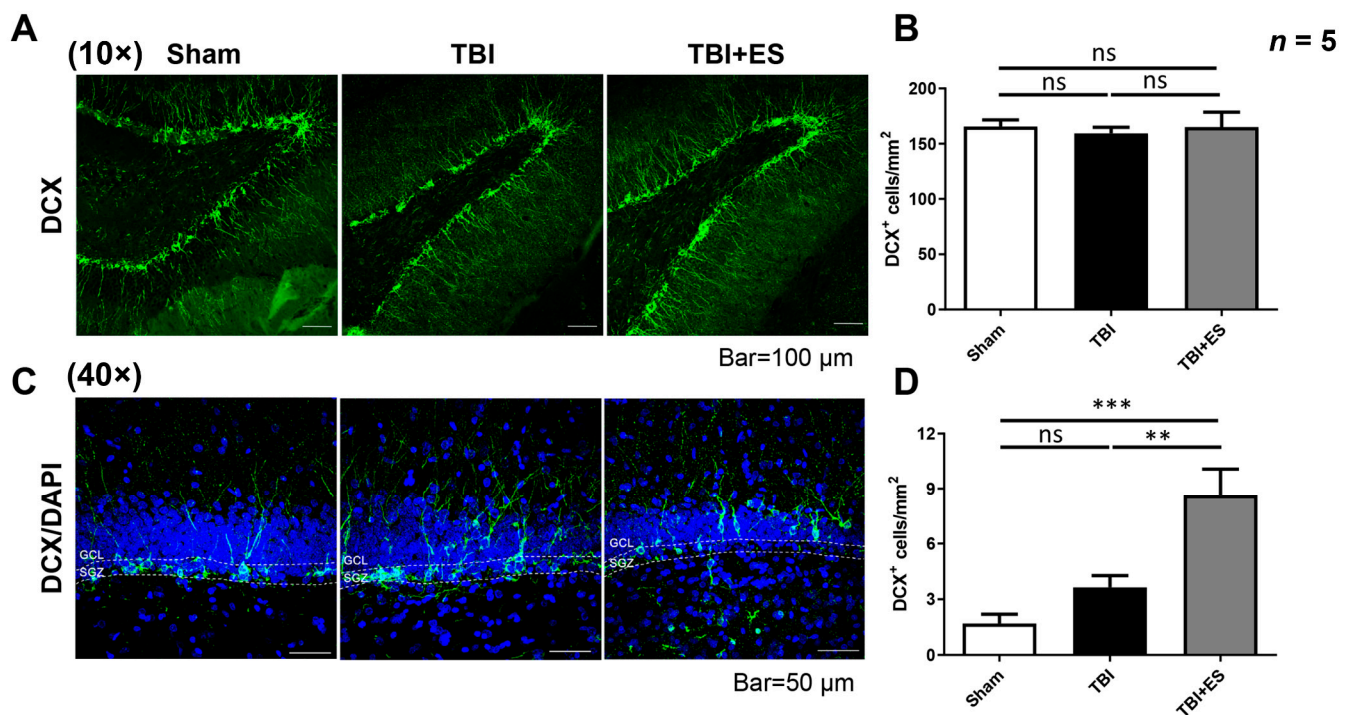 A
(10×) Sham TBI TBI+ES
DCX
Bar=100 μm
B
n = 5
ns
ns ns
DCX+ cells/mm2
200
150
100
50
0
Sham TBI TBI+ES
C
(40×)
DCX/DAPI
GCL
SGZ
GCL
SGZ
GCL
SGZ
Bar=50 μm
D
***
ns **
DCX+ cells/mm2
12
9
6
3
0
Sham TBI TBI+ES